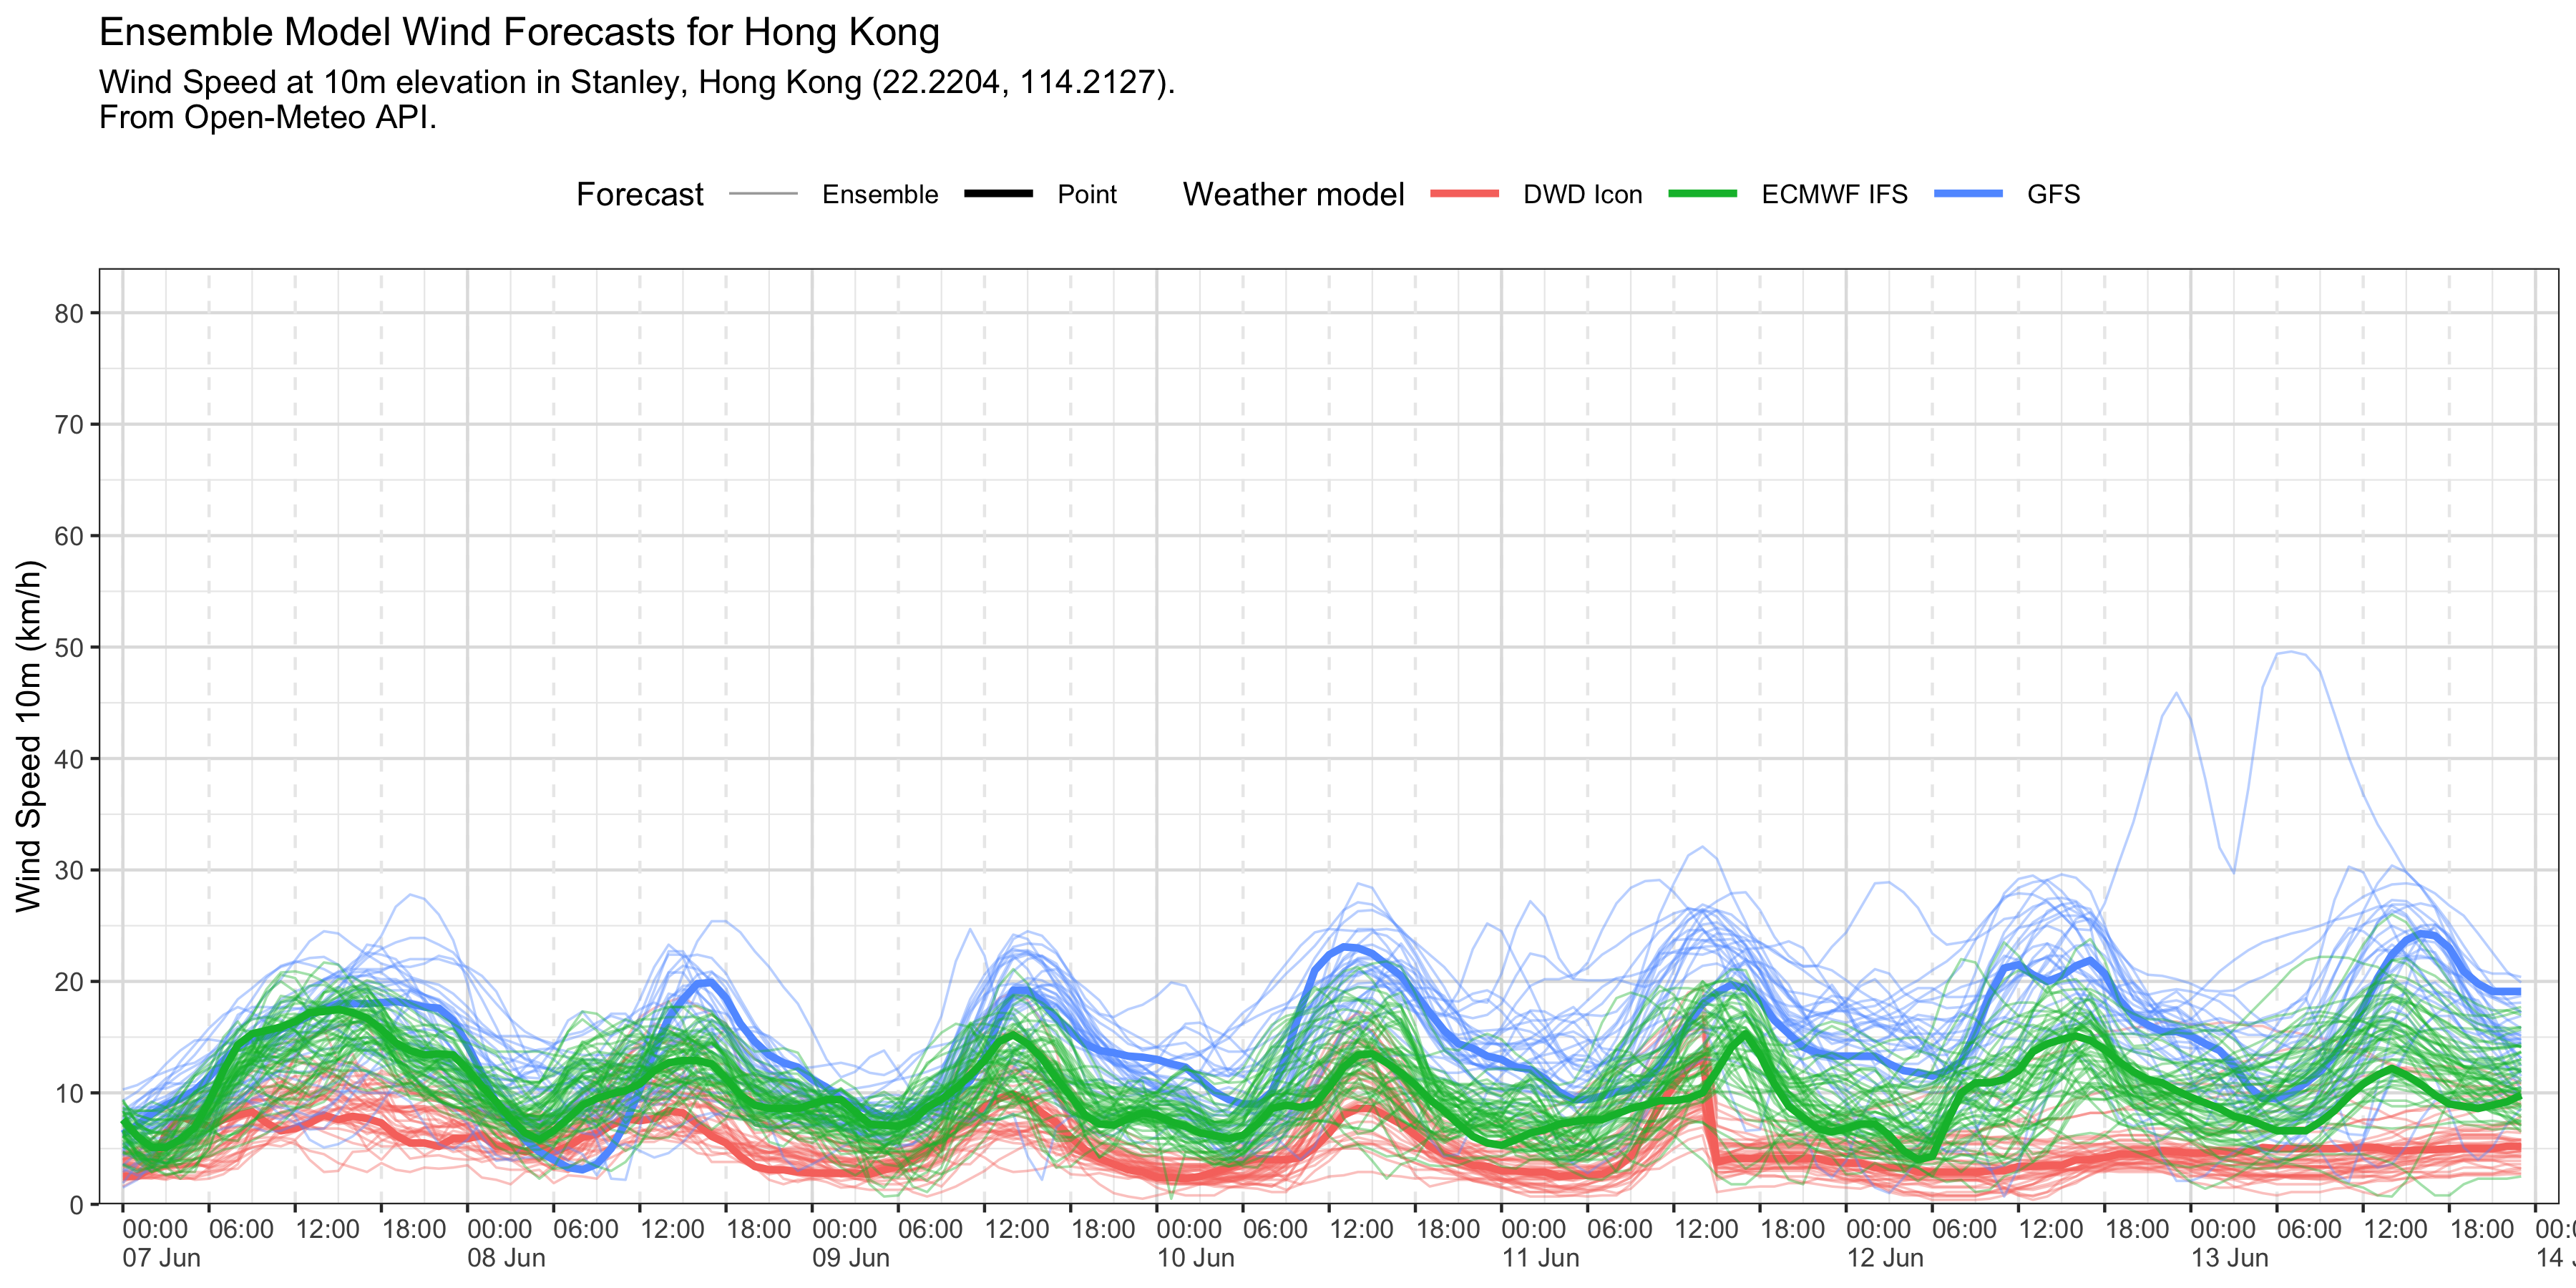 Ensemble Model Wind Forecasts for Hong Kong
Wind Speed at 10m elevation in Stanley, Hong Kong (22.2204, 114.2127).
From Open-Meteo API.
Forecast Ensemble Point Weather model DWD Icon ECMWF IFS GFS
Wind Speed 10m (km/h)
80
70
60
50
40
30
20
10
0
00:00 06:00 12:00 18:00 00:00 06:00 12:00 18:00 00:00 06:00 12:00 18:00 00:00 06:00 12:00 18:00 00:00 06:00 12:00 18:00 00:00 06:00 12:00 18:00 00:00 06:00 12:00 18:00 00:
07 Jun 08 Jun 09 Jun 10 Jun 11 Jun 12 Jun 13 Jun 14